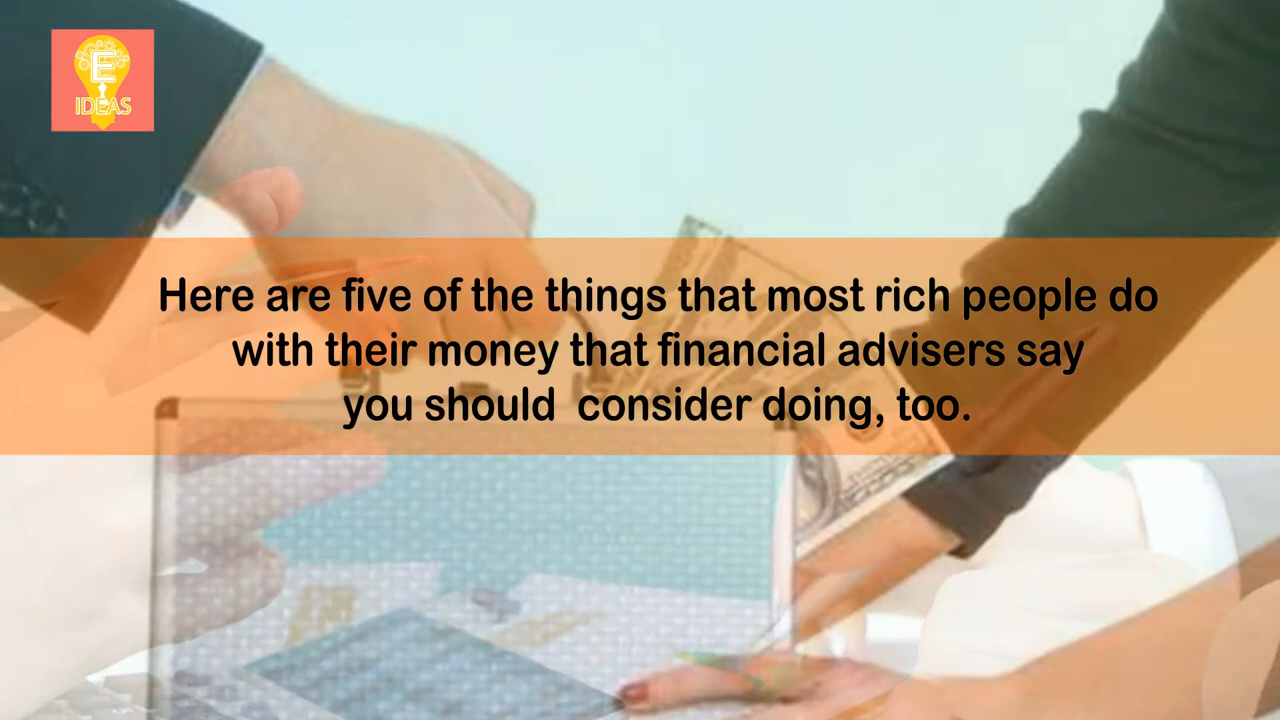 E
IDEAS
Here are five of the things that most rich people do
with their money that financial advisers say
you should  consider doing, too.